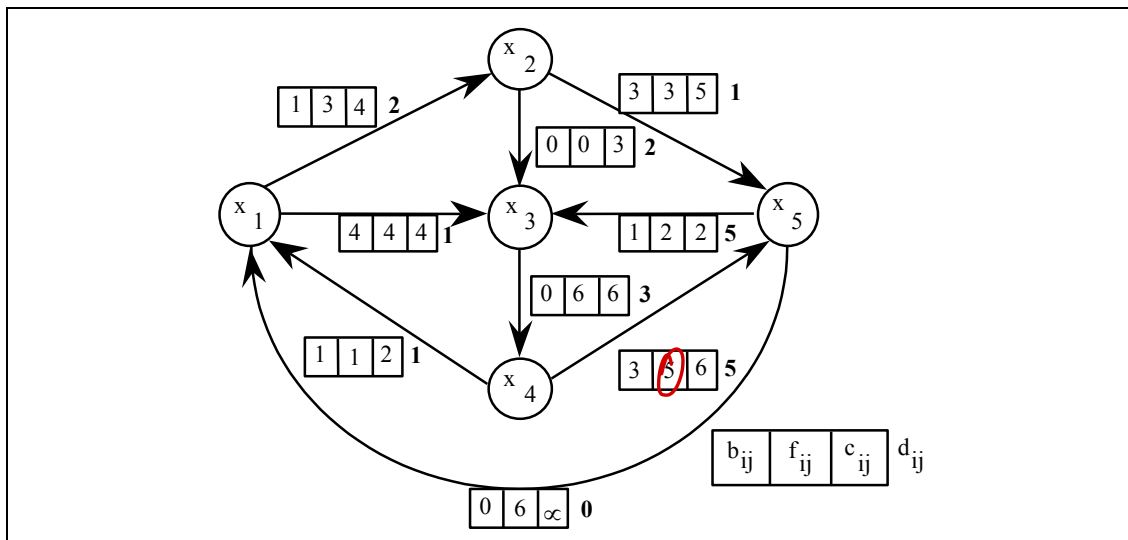 x 2
1 3 4 2
3 3 5 1
0 0 3 2
x 1
x 3
x 5
4 4 4 1
1 2 2 5
0 6 6 3
1 1 2 1
x 4
3 5 6 5
b ij f ij c ij d ij
0 6 ∝ 0